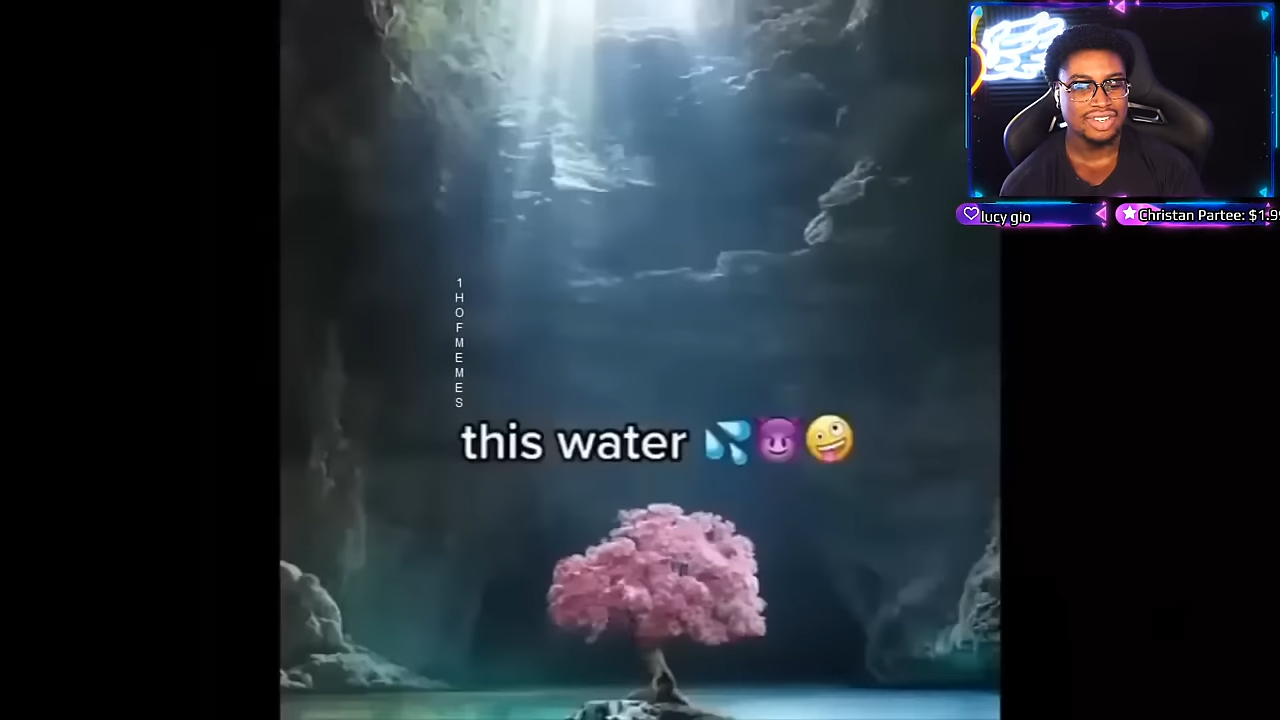 lucy gio
Christan Partee: $1.9
1HOFMEMES
this water 💦😈🤪